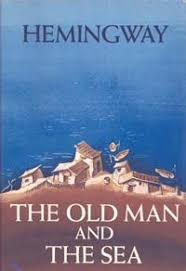 HEMINGWAY
THE OLD MAN
AND
THE SEA